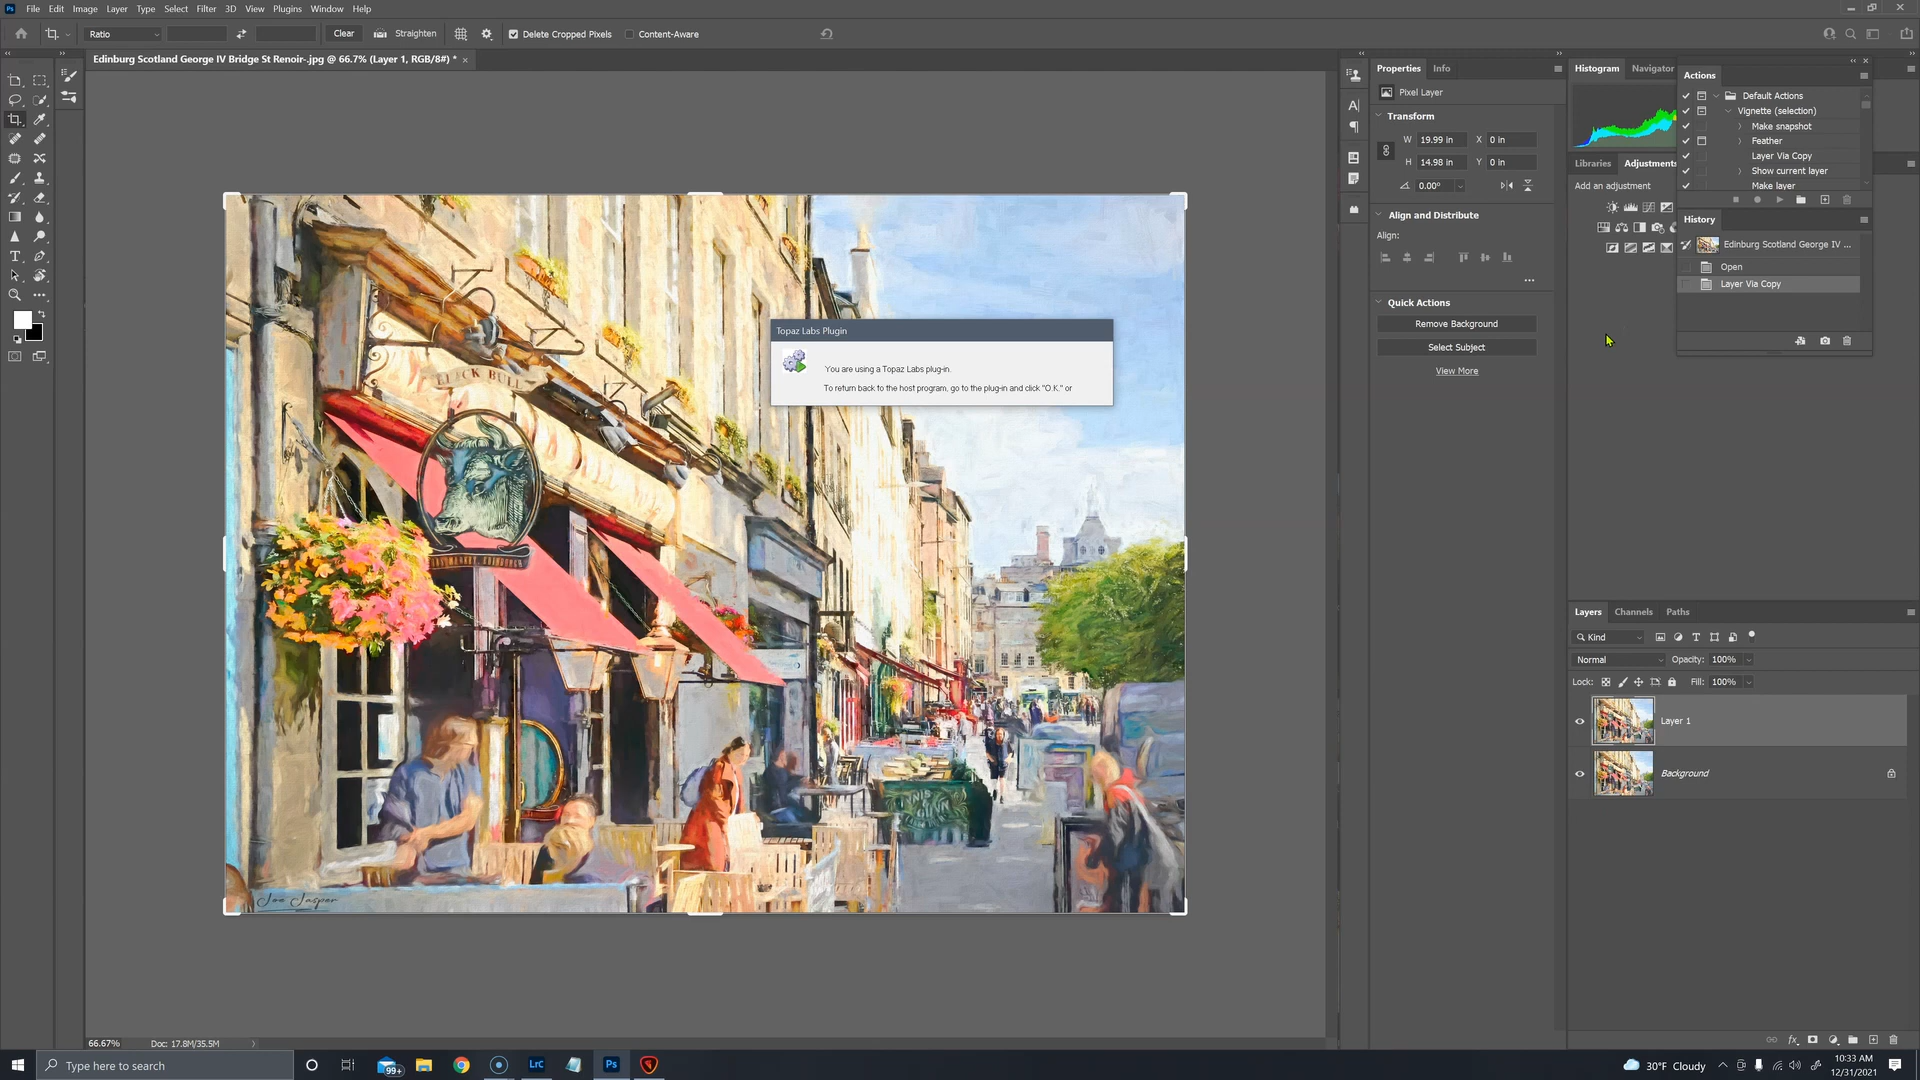 File Edit Image Layer Type Select Filter 3D View Plugins Window Help
Ratio Clear Straighten Delete Cropped Pixels Content-Aware
Edinburg Scotland George IV Bridge St Renoir-.jpg @ 66.7% (Layer 1, RGB/8#) *
Properties Info
Pixel Layer
Transform
W 19.99 in X 0 in
H 14.98 in Y 0 in
0.00°
Align and Distribute
Align:
Quick Actions
Remove Background
Select Subject
View More
Histogram Navigator
Libraries Adjustments
Add an adjustment
Actions
Default Actions
Vignette (selection)
Make snapshot
Feather
Layer Via Copy
Show current layer
Make layer
History
Edinburg Scotland George IV ...
Open
Layer Via Copy
Topaz Labs Plugin
You are using a Topaz Labs plug-in.
To return back to the host program, go to the plug-in and click "O.K." or
BLACK BULL
Joe Jasper
Layers Channels Paths
Kind
Normal Opacity: 100%
Lock: Fill: 100%
Layer 1
Background
66.67% Doc: 17.8M/35.5M
Type here to search
99+
LrC
Ps
30°F Cloudy
10:33 AM
12/31/2021